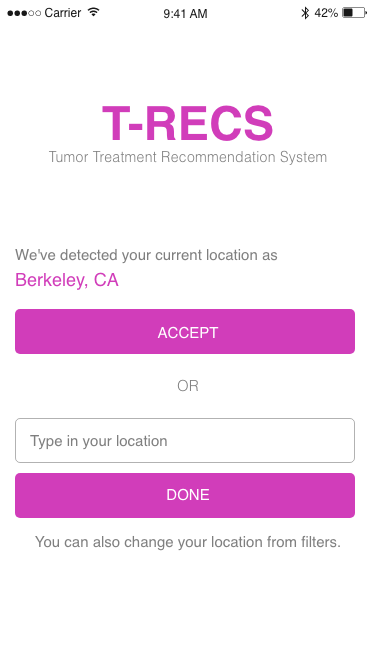 Carrier 9:41 AM 42%
T-RECS
Tumor Treatment Recommendation System
We've detected your current location as
Berkeley, CA
ACCEPT
OR
Type in your location
DONE
You can also change your location from filters.